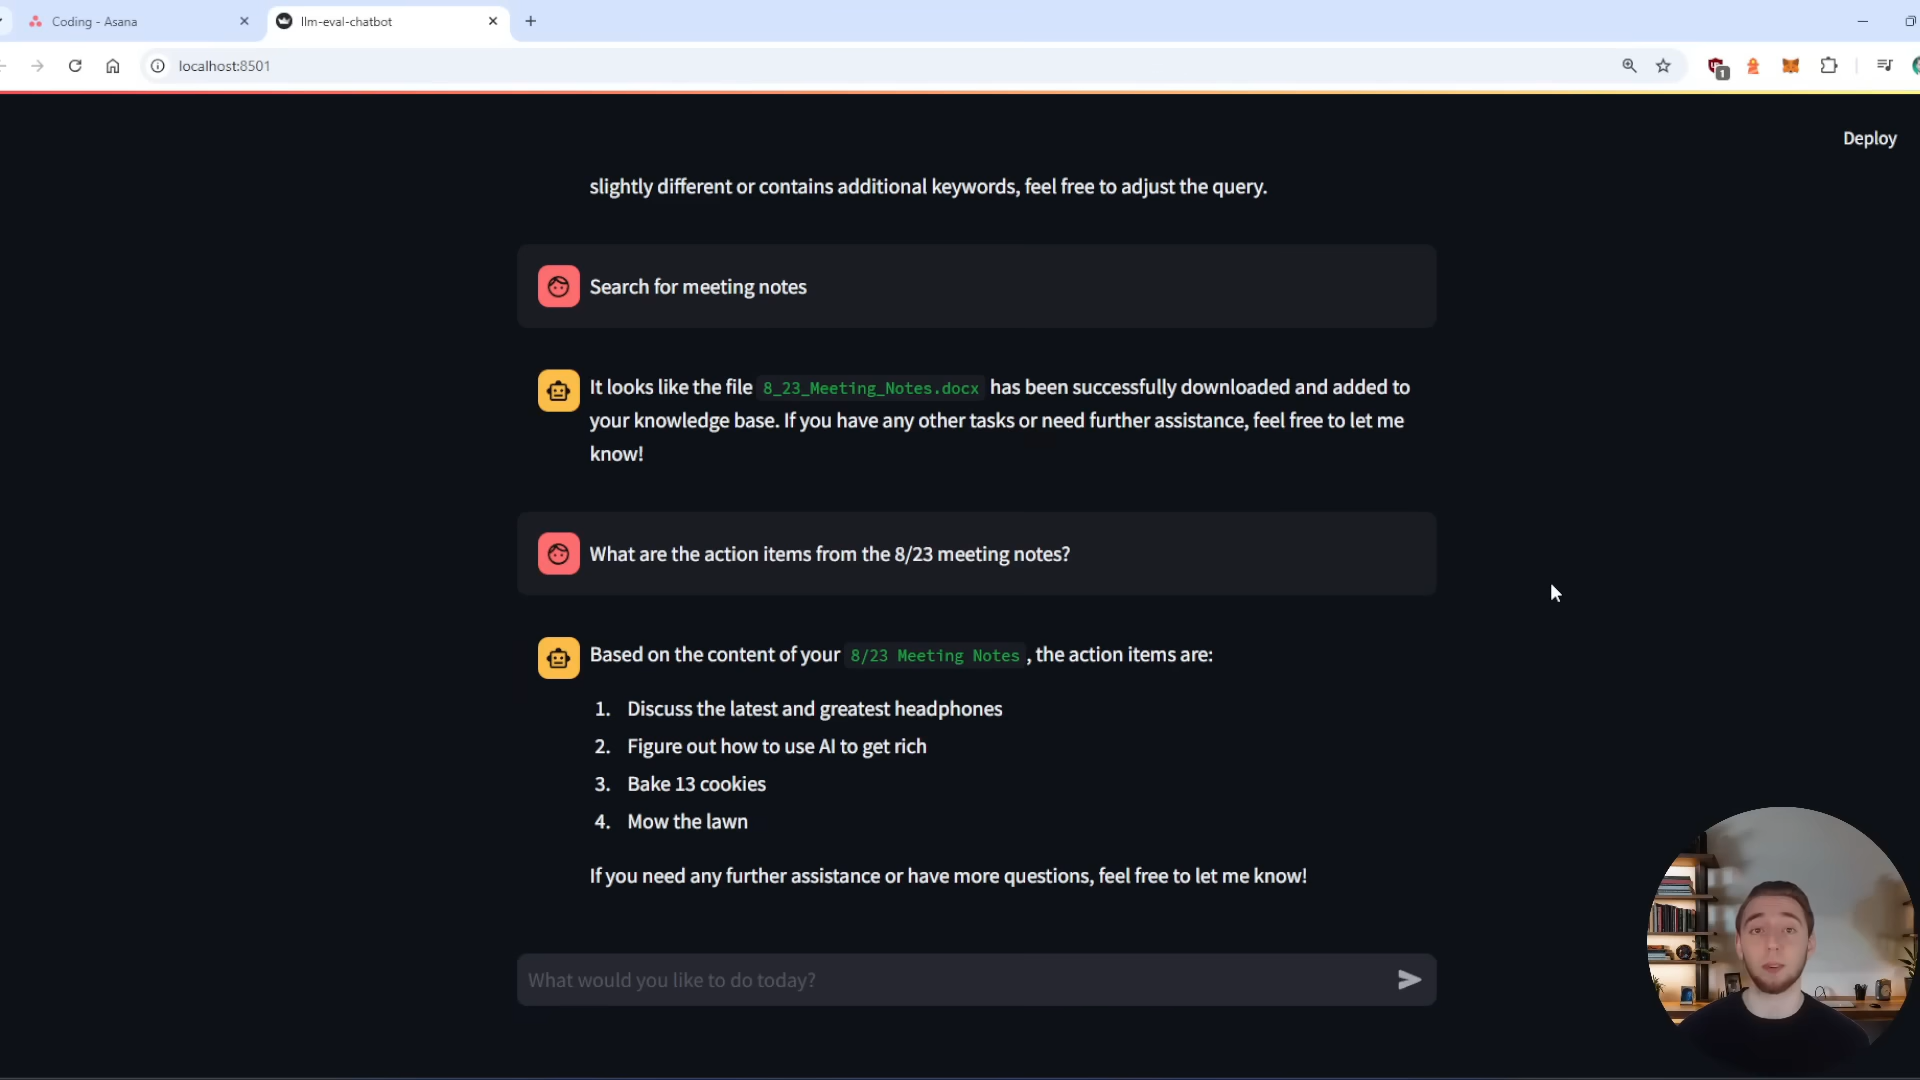 Coding - Asana
llm-eval-chatbot
localhost:8501
1
Deploy
slightly different or contains additional keywords, feel free to adjust the query.
Search for meeting notes
It looks like the file 8_23_Meeting_Notes.docx has been successfully downloaded and added to
your knowledge base. If you have any other tasks or need further assistance, feel free to let me
know!
What are the action items from the 8/23 meeting notes?
Based on the content of your 8/23 Meeting Notes , the action items are:
1. Discuss the latest and greatest headphones
2. Figure out how to use AI to get rich
3. Bake 13 cookies
4. Mow the lawn
If you need any further assistance or have more questions, feel free to let me know!
What would you like to do today?